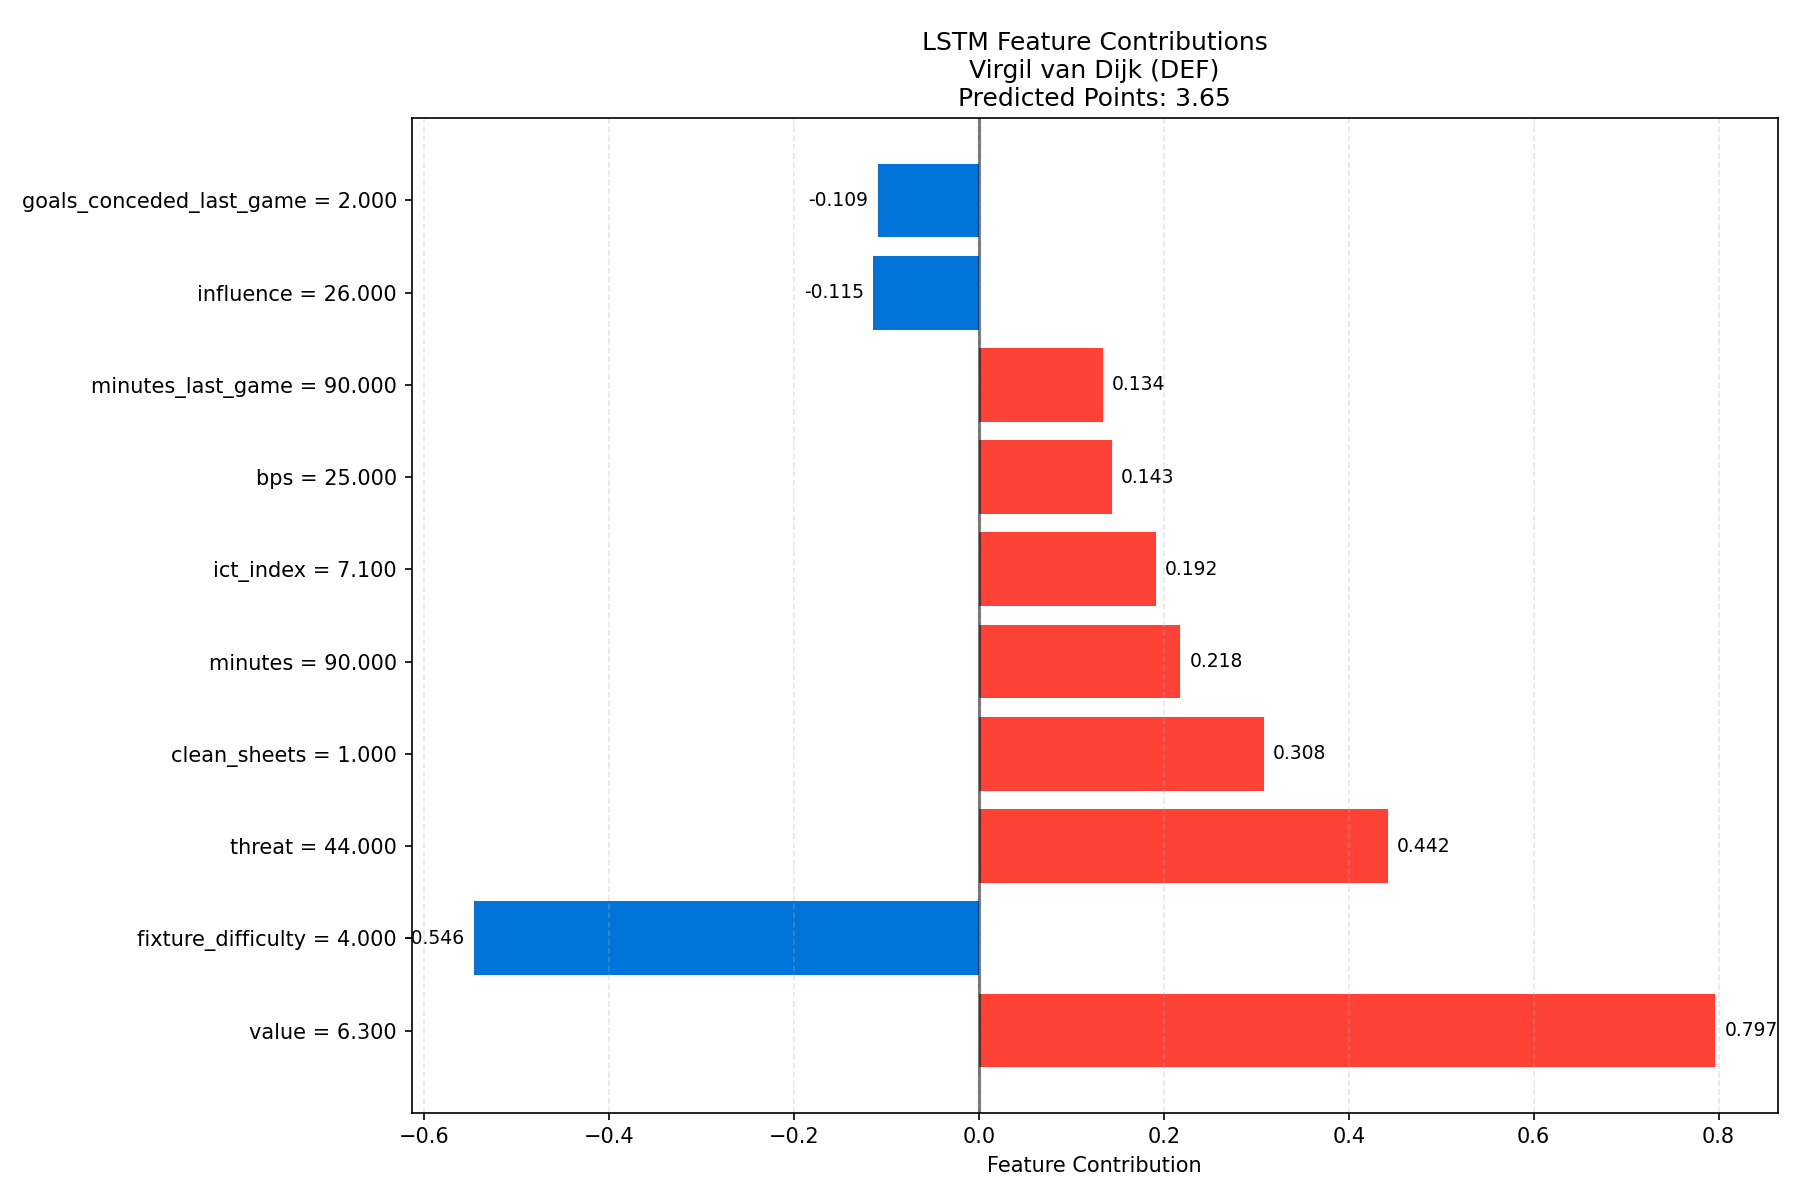 LSTM Feature Contributions
Virgil van Dijk (DEF)
Predicted Points: 3.65
goals_conceded_last_game = 2.000
-0.109
influence = 26.000
-0.115
minutes_last_game = 90.000
0.134
bps = 25.000
0.143
ict_index = 7.100
0.192
minutes = 90.000
0.218
clean_sheets = 1.000
0.308
threat = 44.000
0.442
fixture_difficulty = 4.000
-0.546
value = 6.300
0.797
−0.6 −0.4 −0.2 0.0 0.2 0.4 0.6 0.8
Feature Contribution